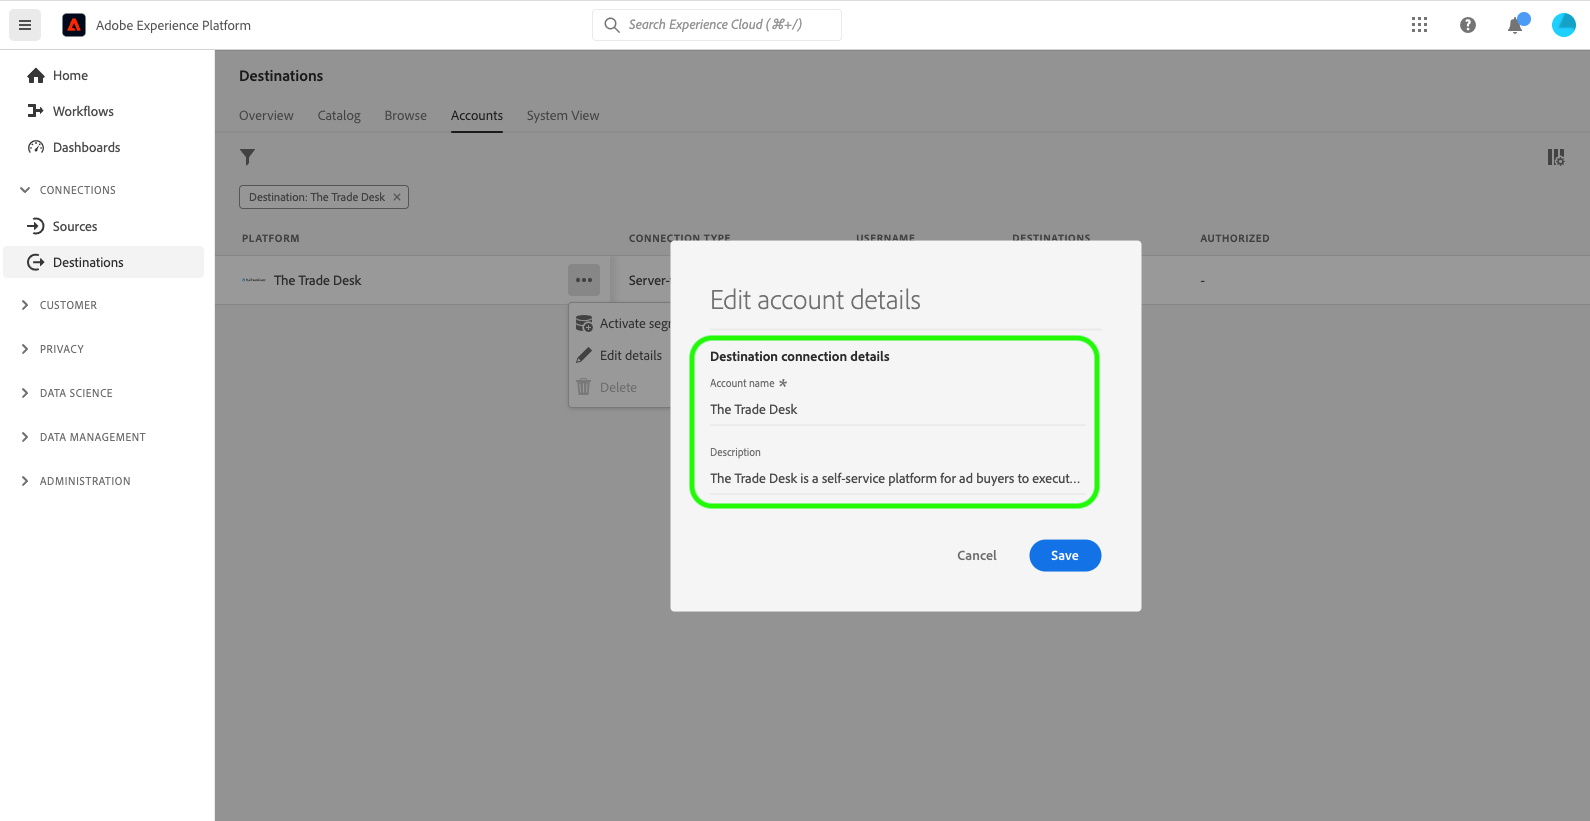 Adobe Experience Platform
Search Experience Cloud (⌘+/)
Home
Workflows
Dashboards
CONNECTIONS
Sources
Destinations
CUSTOMER
PRIVACY
DATA SCIENCE
DATA MANAGEMENT
ADMINISTRATION
Destinations
Overview Catalog Browse Accounts System View
Destination: The Trade Desk ×
PLATFORM CONNECTION TYPE USERNAME DESTINATIONS AUTHORIZED
The Trade Desk ••• Server- -
Activate seg
Edit details
Delete
Edit account details
Destination connection details
Account name *
The Trade Desk
Description
The Trade Desk is a self-service platform for ad buyers to execut...
Cancel Save